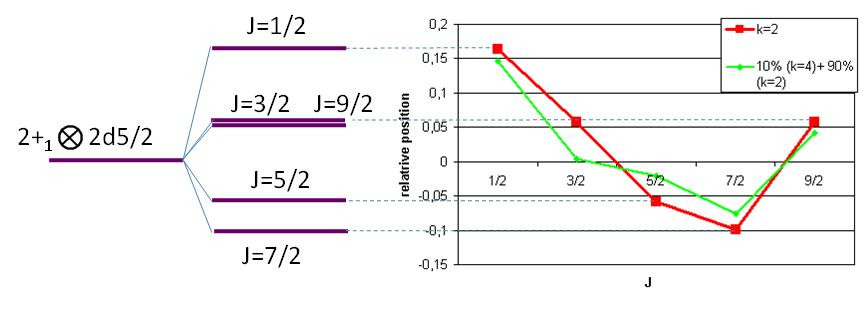 J=1/2
J=3/2 J=9/2
2+₁ ⊗ 2d5/2
J=5/2
J=7/2
0,2
0,15
0,1
0,05
0
-0,05
-0,1
-0,15
relatrive position
1/2 3/2 5/2 7/2 9/2
J
k=2
10% (k=4)+ 90%
(k=2)